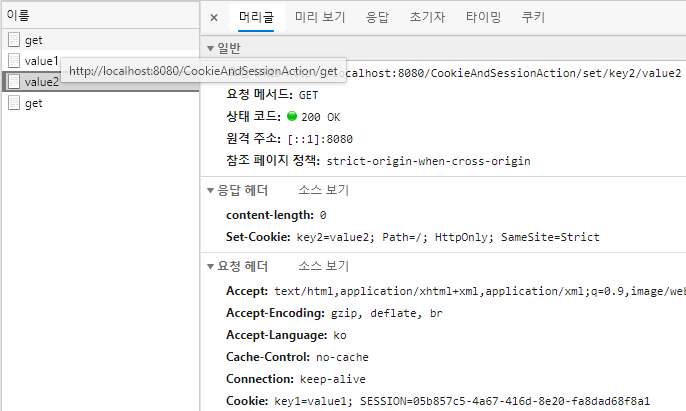 이름
× 머리글 미리 보기 응답 초기자 타이밍 쿠키
get
value1
value2
get
http://localhost:8080/CookieAndSessionAction/get
▼ 일반
localhost:8080/CookieAndSessionAction/set/key2/value2
요청 메서드: GET
상태 코드: 200 OK
원격 주소: [::1]:8080
참조 페이지 정책: strict-origin-when-cross-origin
▼ 응답 헤더 소스 보기
content-length: 0
Set-Cookie: key2=value2; Path=/; HttpOnly; SameSite=Strict
▼ 요청 헤더 소스 보기
Accept: text/html,application/xhtml+xml,application/xml;q=0.9,image/web
Accept-Encoding: gzip, deflate, br
Accept-Language: ko
Cache-Control: no-cache
Connection: keep-alive
Cookie: key1=value1; SESSION=05b857c5-4a67-416d-8e20-fa8dad68f8a1